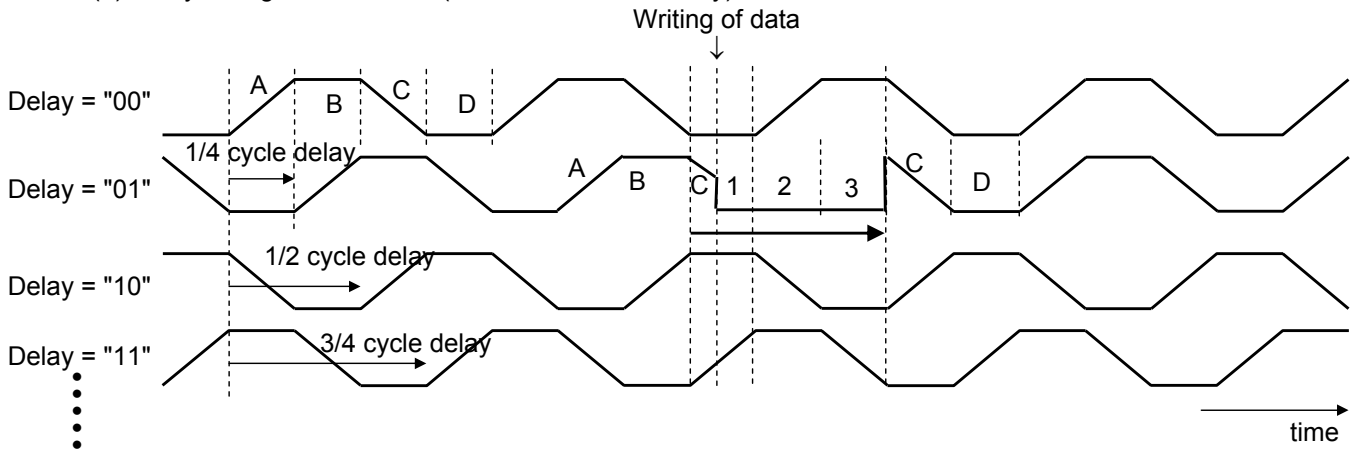 Writing of data
↓
Delay = "00"
A
B
C
D
1/4 cycle delay
Delay = "01"
A
B
C
1
2
3
C
D
1/2 cycle delay
Delay = "10"
3/4 cycle delay
Delay = "11"
time